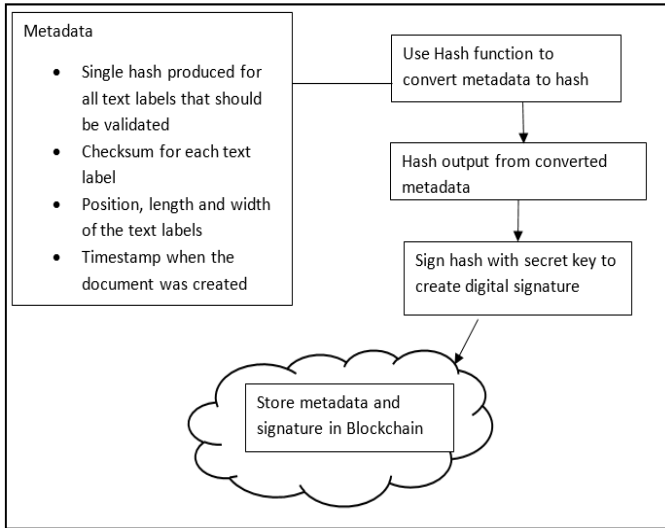 Metadata
• Single hash produced for
all text labels that should
be validated
• Checksum for each text
label
• Position, length and width
of the text labels
• Timestamp when the
document was created
Use Hash function to
convert metadata to hash
Hash output from converted
metadata
Sign hash with secret key to
create digital signature
Store metadata and
signature in Blockchain